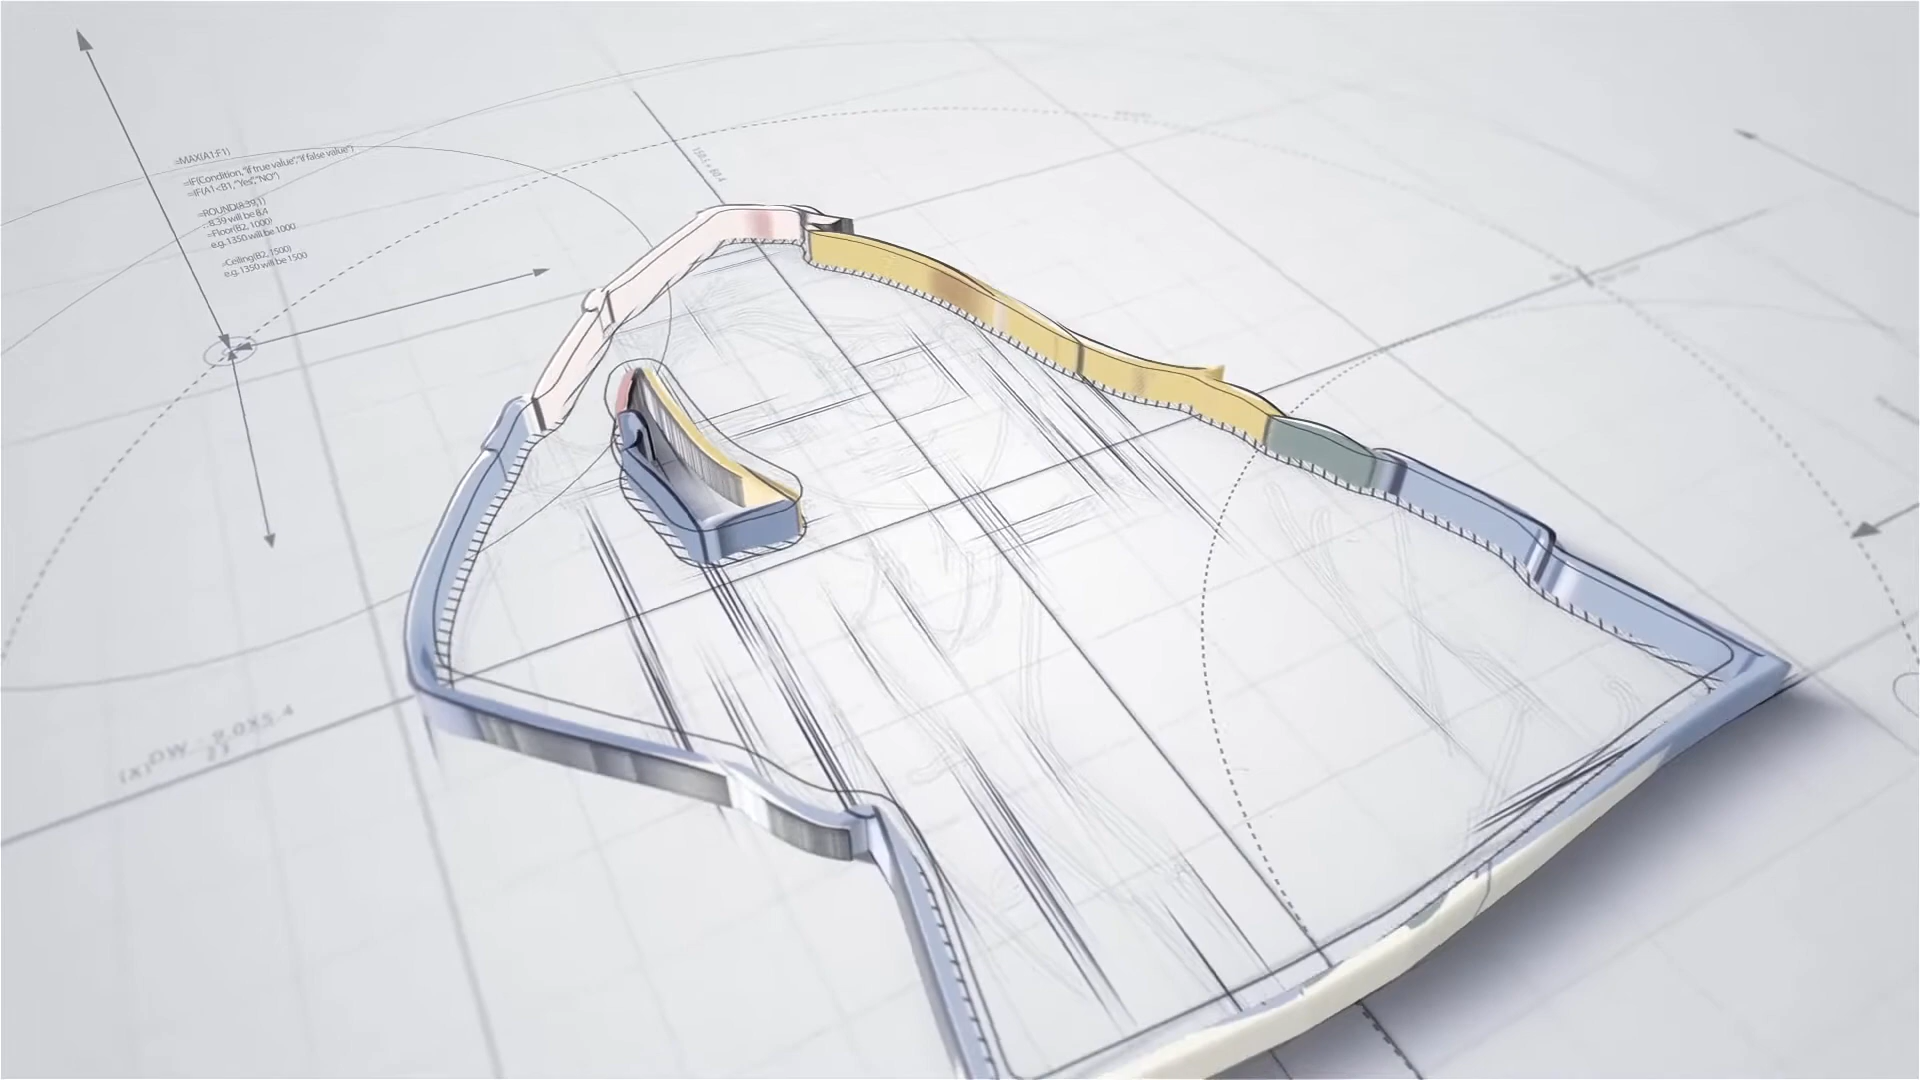 =MAX(A1:F1)
=IF(Condition, "if true value", "if false value")
=IF(A1<B1, "Yes", "NO")
=ROUND(8.39,1)
:. 8.39 will be 8.4
=Floor(B2, 1000)
e.g. 1350 will be 1000
=Ceiling(B2, 1500)
e.g. 1350 will be 1500